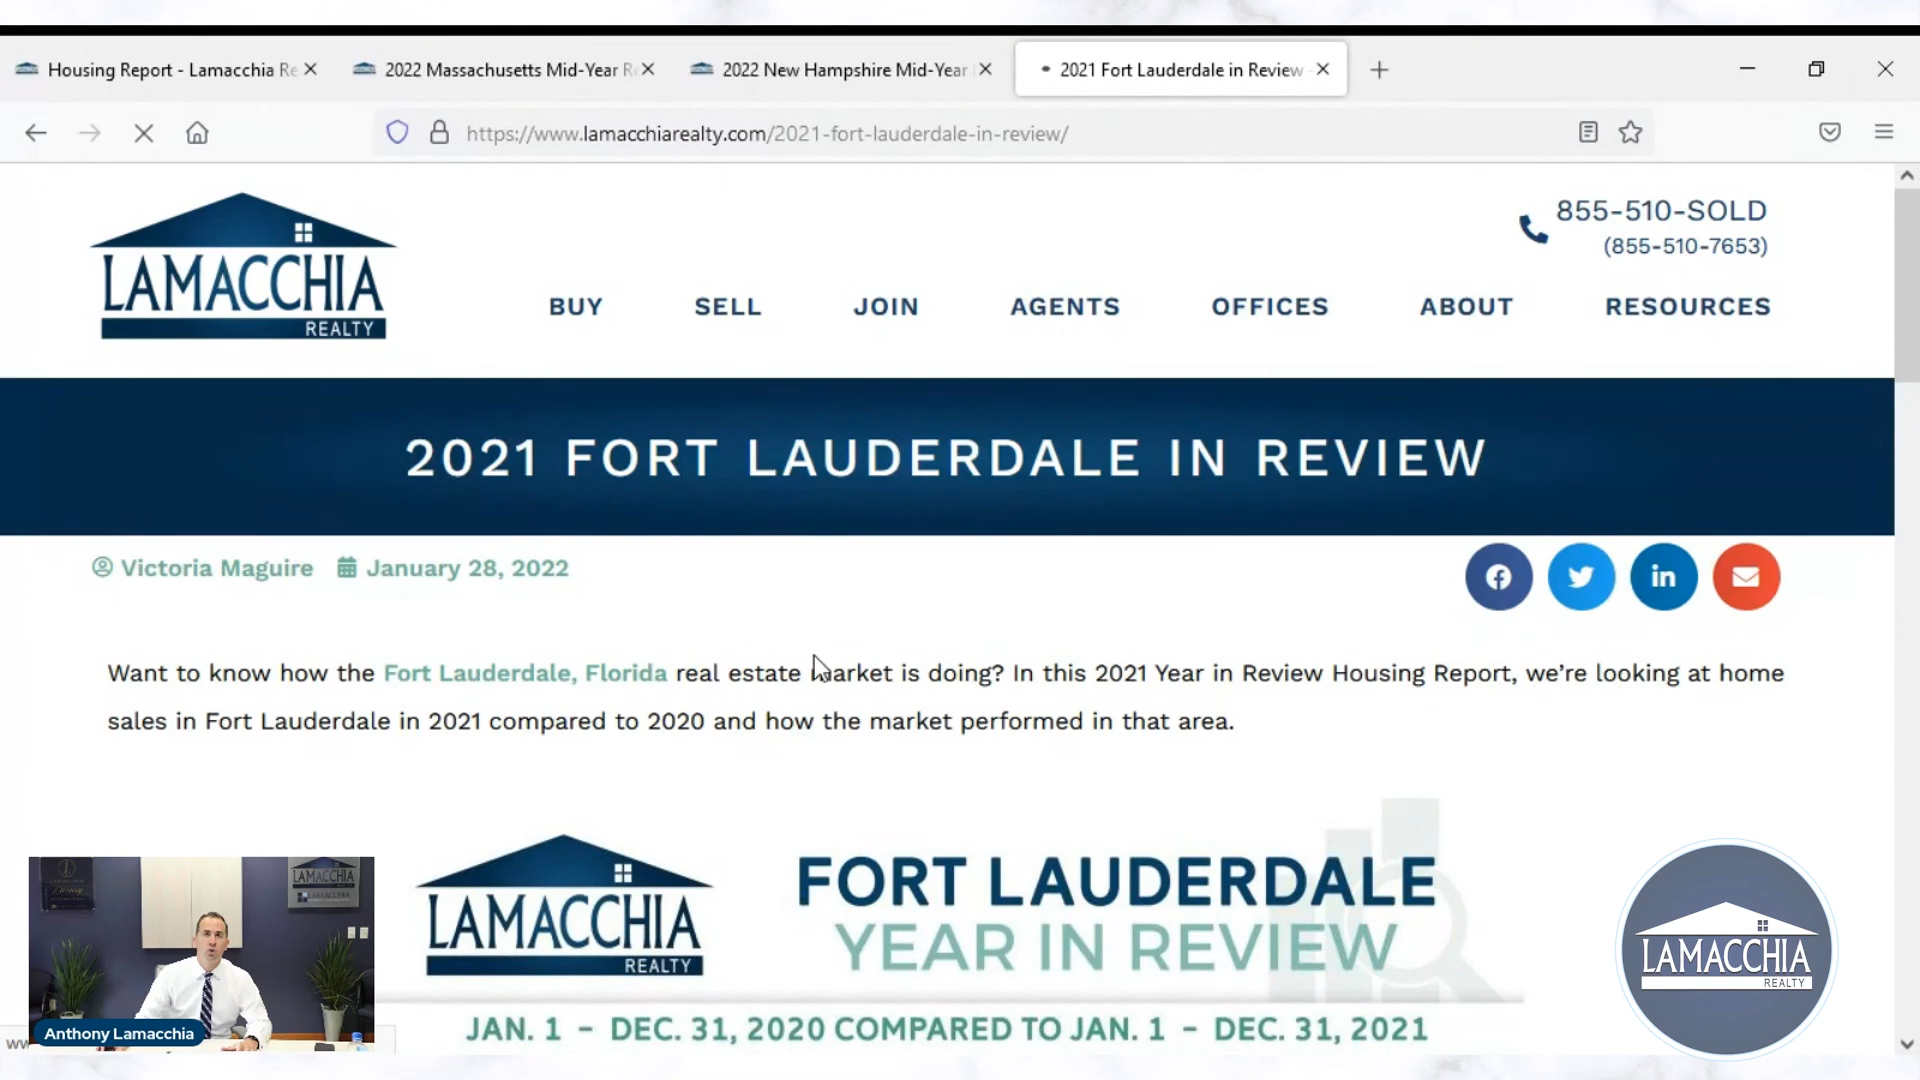 Housing Report - Lamacchia Re
2022 Massachusetts Mid-Year R
2022 New Hampshire Mid-Year
2021 Fort Lauderdale in Review
https://www.lamacchiarealty.com/2021-fort-lauderdale-in-review/
LAMACCHIA
REALTY
855-510-SOLD
(855-510-7653)
BUY SELL JOIN AGENTS OFFICES ABOUT RESOURCES
2021 FORT LAUDERDALE IN REVIEW
Victoria Maguire January 28, 2022
in
Want to know how the Fort Lauderdale, Florida real estate market is doing? In this 2021 Year in Review Housing Report, we’re looking at home
sales in Fort Lauderdale in 2021 compared to 2020 and how the market performed in that area.
LAMACCHIA
REALTY
FORT LAUDERDALE
YEAR IN REVIEW
JAN. 1 – DEC. 31, 2020 COMPARED TO JAN. 1 – DEC. 31, 2021
LAMACCHIA
REALTY
Anthony Lamacchia
LAMACCHIA
REALTY